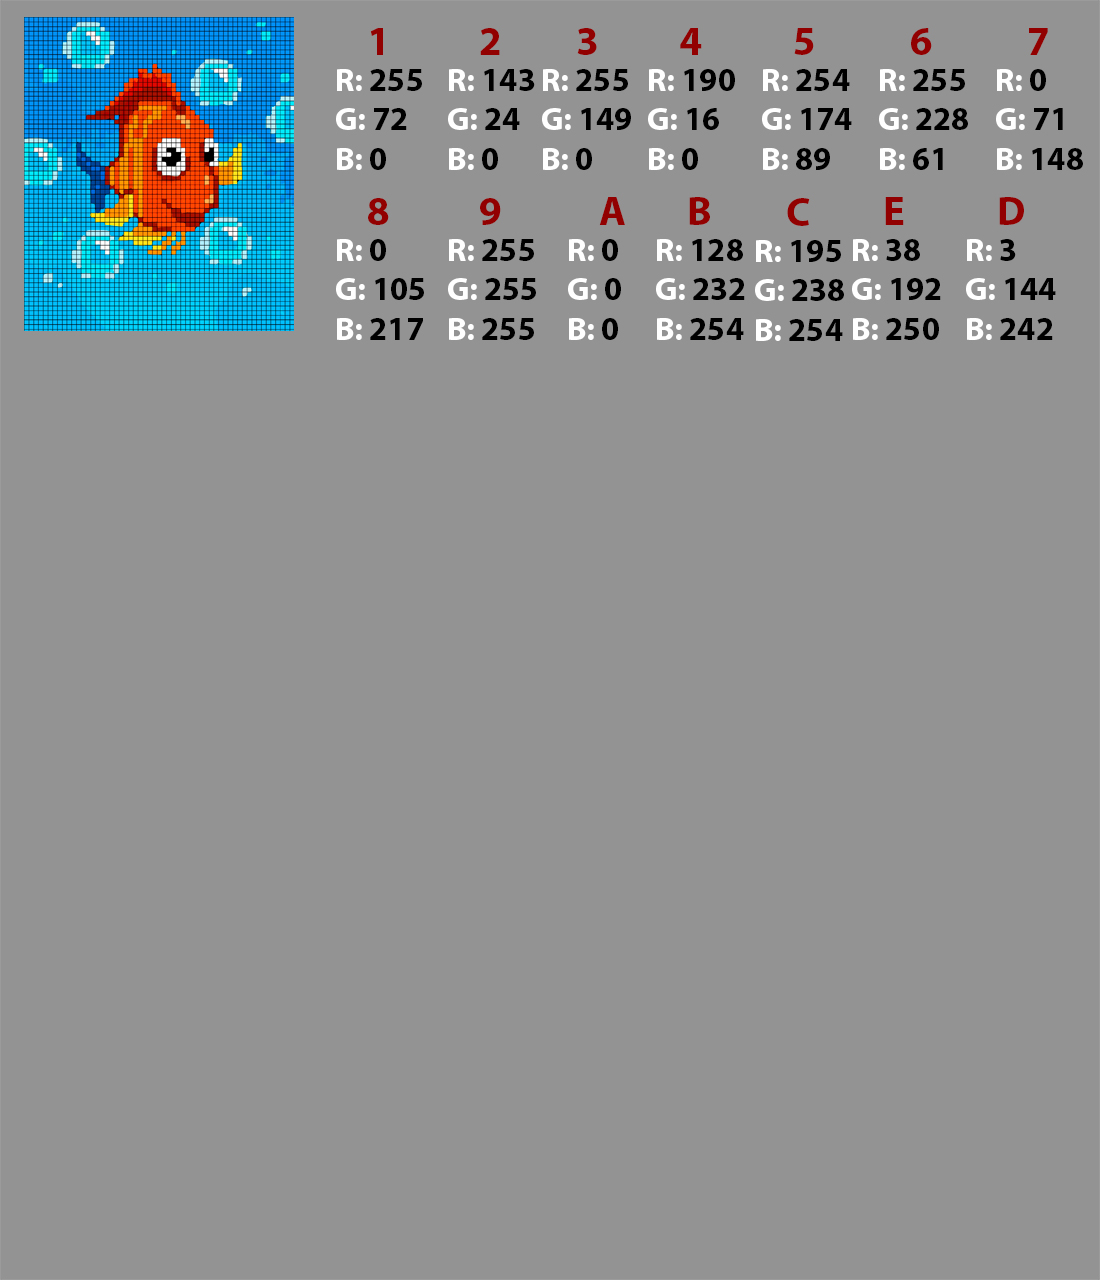 1 2 3 4 5 6 7
R: 255 R: 143 R: 255 R: 190 R: 254 R: 255 R: 0
G: 72 G: 24 G: 149 G: 16 G: 174 G: 228 G: 71
B: 0 B: 0 B: 0 B: 0 B: 89 B: 61 B: 148
8 9 A B C E D
R: 0 R: 255 R: 0 R: 128 R: 195 R: 38 R: 3
G: 105 G: 255 G: 0 G: 232 G: 238 G: 192 G: 144
B: 217 B: 255 B: 0 B: 254 B: 254 B: 250 B: 242